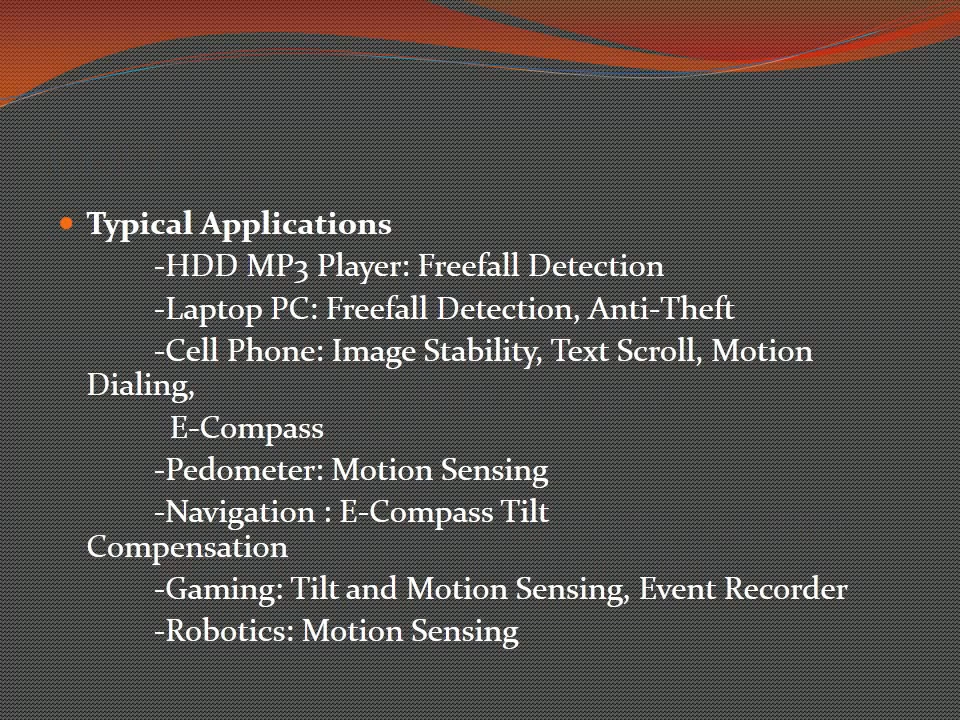 Typical Applications
-HDD MP3 Player: Freefall Detection
-Laptop PC: Freefall Detection, Anti-Theft
-Cell Phone: Image Stability, Text Scroll, Motion
Dialing,
E-Compass
-Pedometer: Motion Sensing
-Navigation : E-Compass Tilt
Compensation
-Gaming: Tilt and Motion Sensing, Event Recorder
-Robotics: Motion Sensing